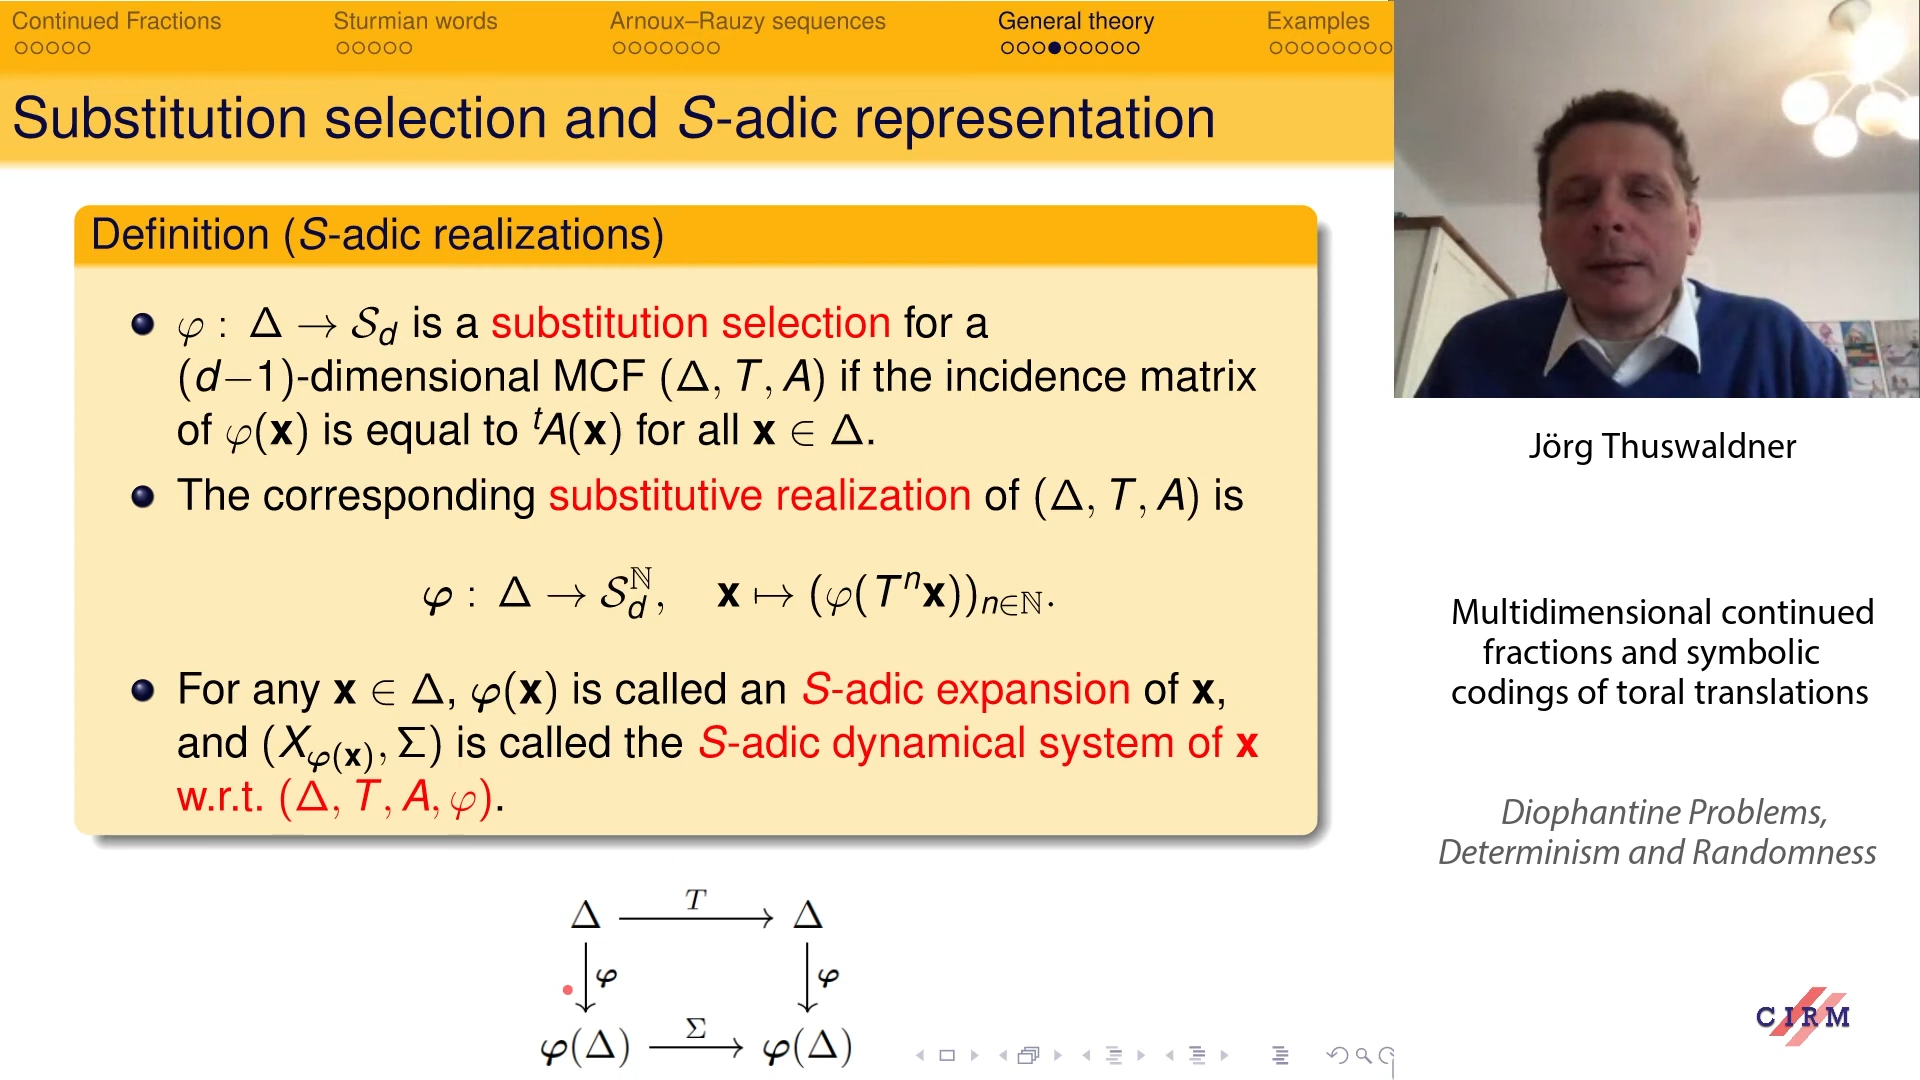 Continued Fractions Sturmian words Arnoux–Rauzy sequences General theory Examples
Substitution selection and S-adic representation
Definition (S-adic realizations)
φ : Δ → S_d is a substitution selection for a
(d−1)-dimensional MCF (Δ, T, A) if the incidence matrix
of φ(x) is equal to ᵗA(x) for all x ∈ Δ.
The corresponding substitutive realization of (Δ, T, A) is
𝝋 : Δ → S_d^ℕ, x ↦ (φ(Tⁿx))_{n∈ℕ}.
For any x ∈ Δ, 𝝋(x) is called an S-adic expansion of x,
and (X_{𝝋(x)}, Σ) is called the S-adic dynamical system of x
w.r.t. (Δ, T, A, φ).
T
Δ → Δ
𝝋 𝝋
Σ
𝝋(Δ) → 𝝋(Δ)
Jörg Thuswaldner
Multidimensional continued
fractions and symbolic
codings of toral translations
Diophantine Problems,
Determinism and Randomness
CIRM